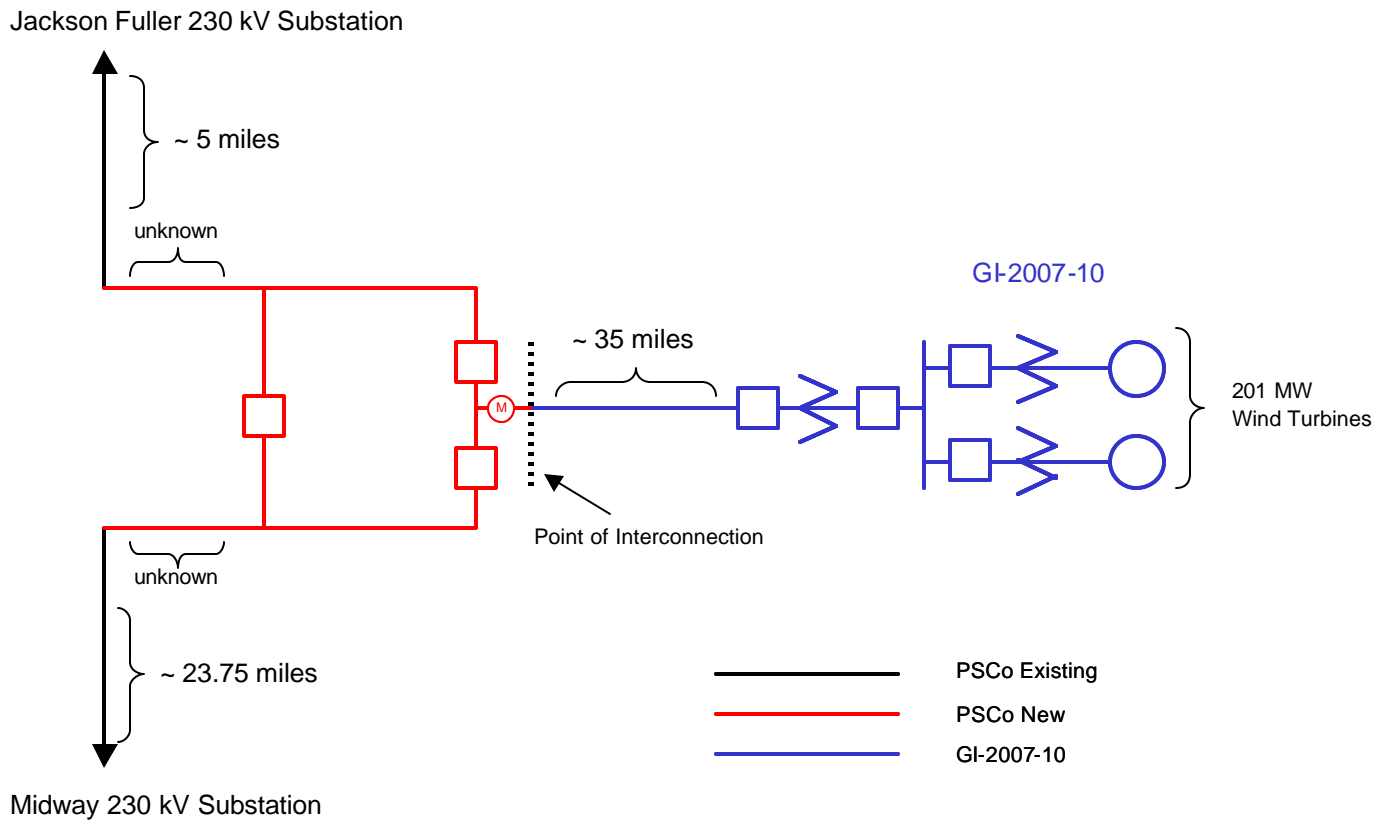 Jackson Fuller 230 kV Substation
~ 5 miles
unknown
GI-2007-10
~ 35 miles
201 MW
Wind Turbines
M
Point of Interconnection
unknown
~ 23.75 miles
PSCo Existing
PSCo New
GI-2007-10
Midway 230 kV Substation